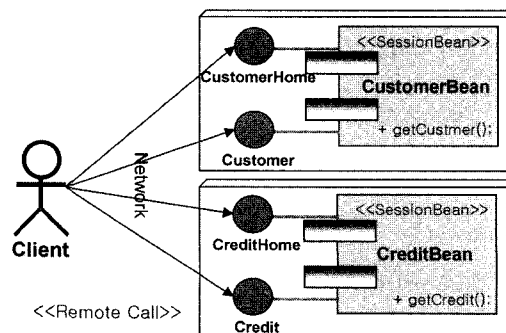 <<SessionBean>>
CustomerHome
CustomerBean
+ getCustmer();
Customer
Network
Client
<<SessionBean>>
CreditHome
CreditBean
+ getCredit();
Credit
<<Remote Call>>